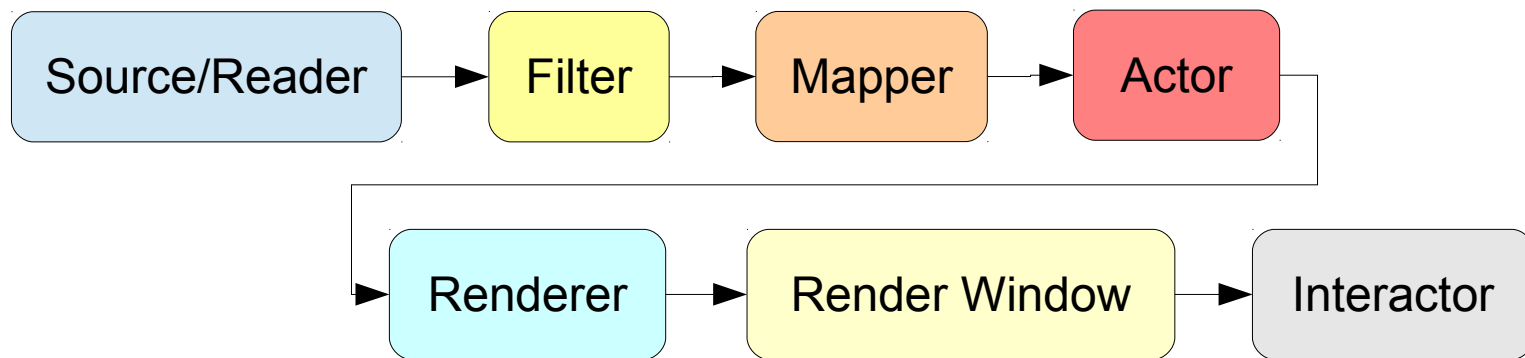 Source/Reader
Filter
Mapper
Actor
Renderer
Render Window
Interactor